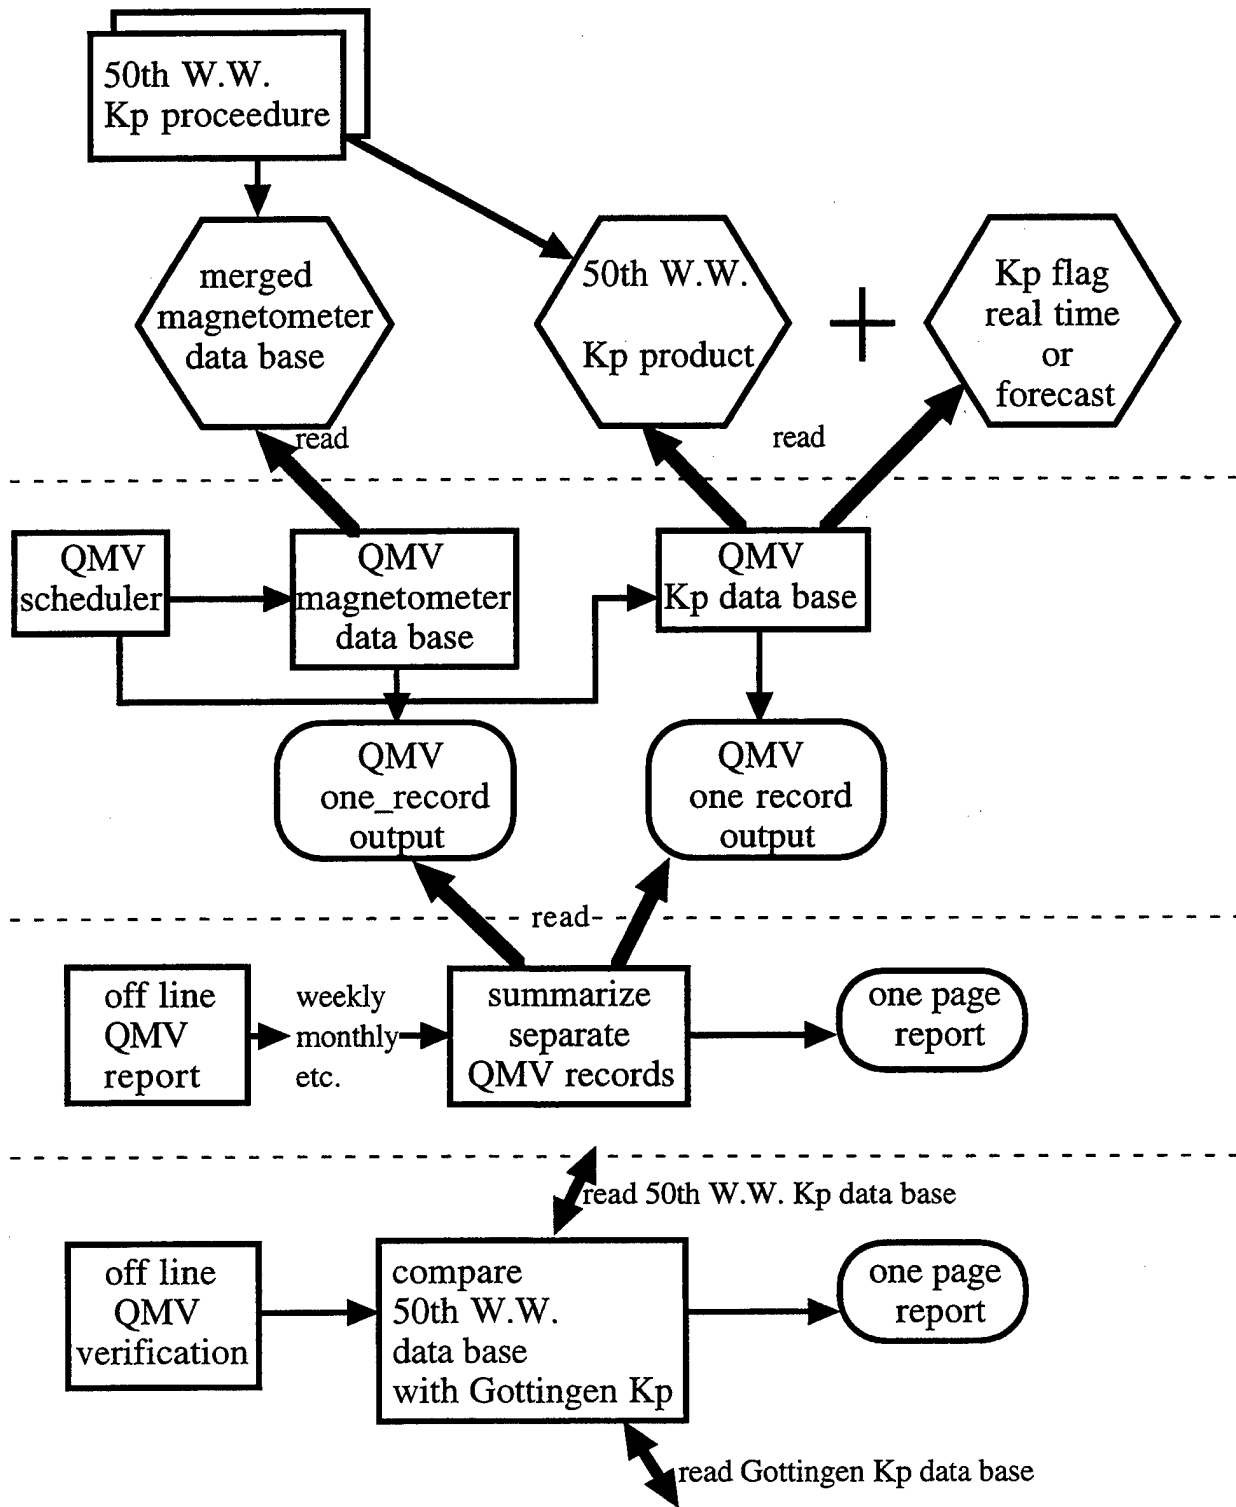 50th W.W.
Kp proceedure
merged
magnetometer
data base
50th W.W.
Kp product
Kp flag
real time
or
forecast
read
read
QMV
scheduler
QMV
magnetometer
data base
QMV
Kp data base
QMV
one_record
output
QMV
one record
output
read
off line
QMV
report
weekly
monthly
etc.
summarize
separate
QMV records
one page
report
read 50th W.W. Kp data base
off line
QMV
verification
compare
50th W.W.
data base
with Gottingen Kp
one page
report
read Gottingen Kp data base